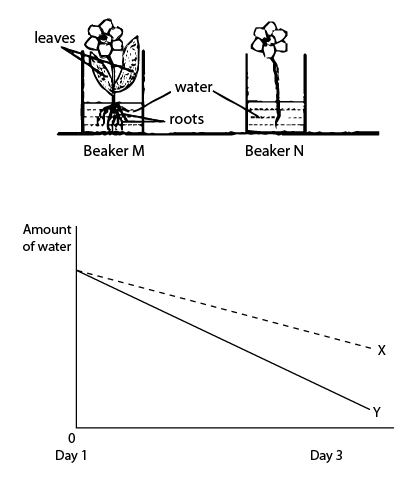 leaves
water
roots
Beaker M
Beaker N
Amount
of water
X
Y
0
Day 1
Day 3